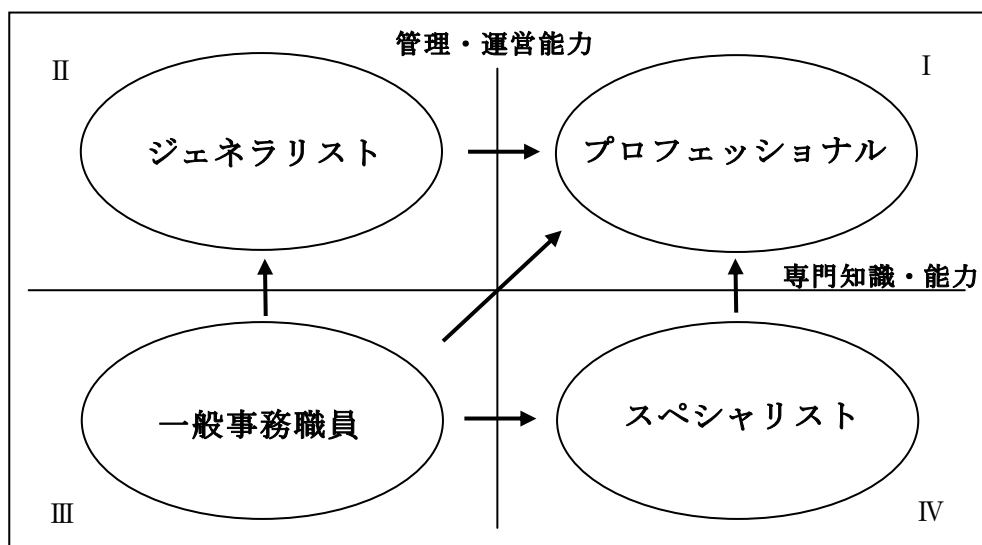 管理・運営能力
Ⅱ
Ⅰ
ジェネラリスト
プロフェッショナル
専門知識・能力
一般事務職員
スペシャリスト
Ⅲ
Ⅳ